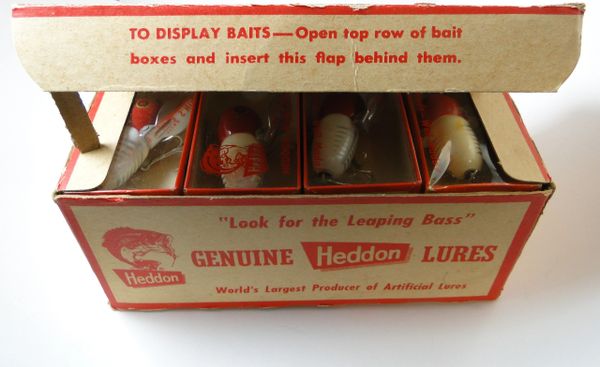 TO DISPLAY BAITS—Open top row of bait
boxes and insert this flap behind them.
"Look for the Leaping Bass"
GENUINE Heddon LURES
Heddon
World's Largest Producer of Artificial Lures